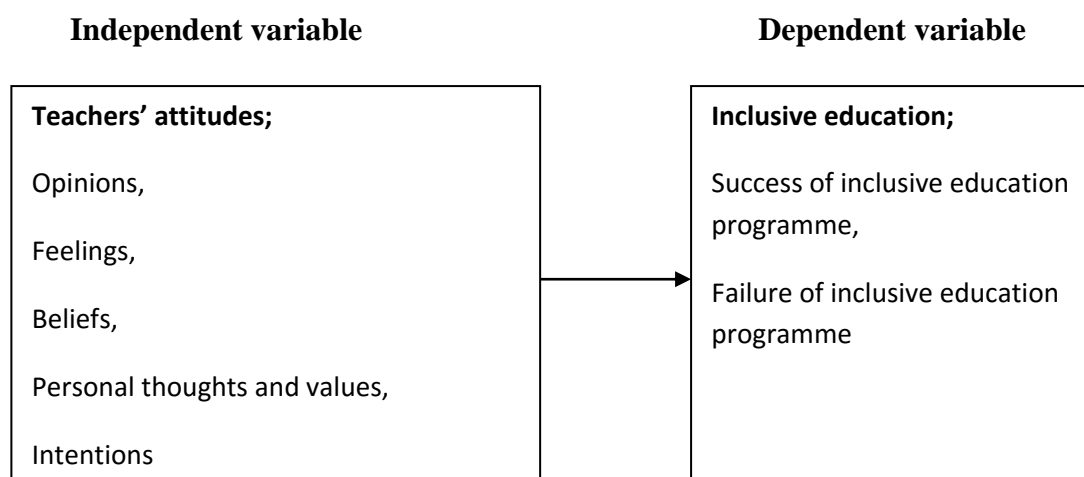 Independent variable
Dependent variable
Teachers’ attitudes;
Opinions,
Feelings,
Beliefs,
Personal thoughts and values,
Intentions
Inclusive education;
Success of inclusive education
programme,
Failure of inclusive education
programme